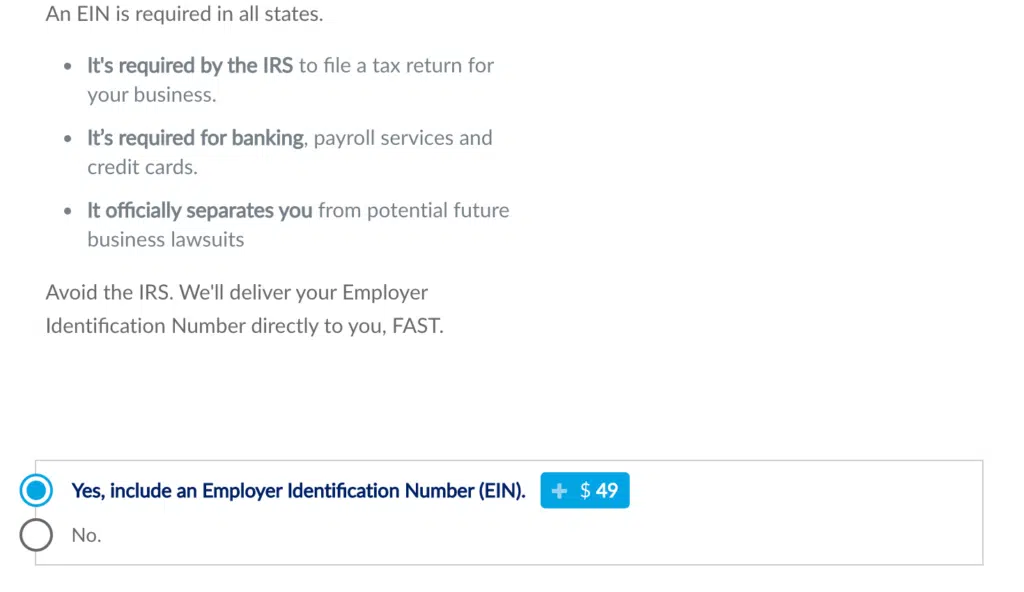 An EIN is required in all states.
• It's required by the IRS to file a tax return for
your business.
• It's required for banking, payroll services and
credit cards.
• It officially separates you from potential future
business lawsuits
Avoid the IRS. We'll deliver your Employer
Identification Number directly to you, FAST.
Yes, include an Employer Identification Number (EIN). + $ 49
No.